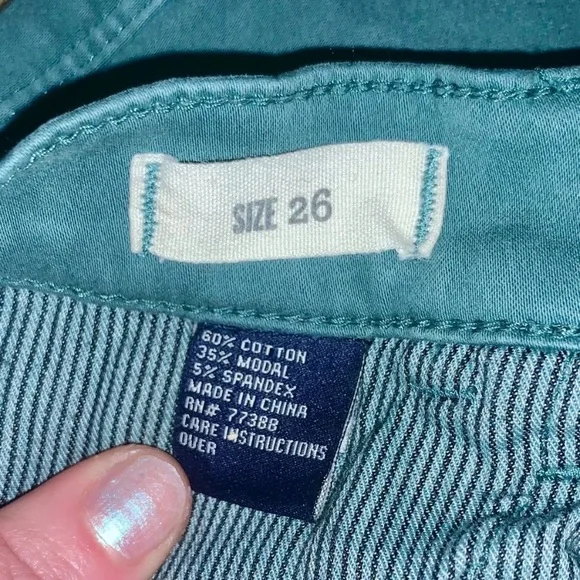 SIZE 26
60% COTTON
35% MODAL
5% SPANDEX
MADE IN CHINA
RN# 77388
CARE INSTRUCTIONS
OVER